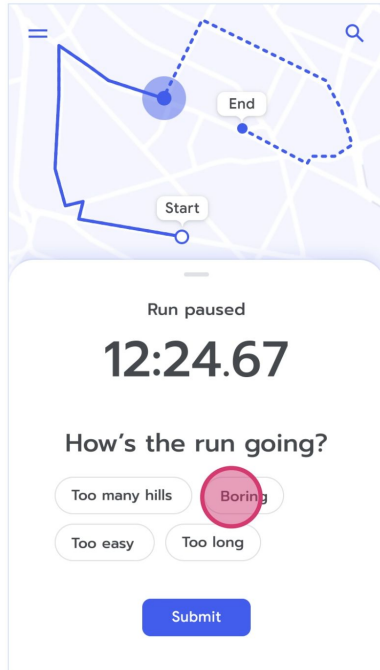 End
Start
Run paused
12:24.67
How's the run going?
Too many hills Boring
Too easy Too long
Submit